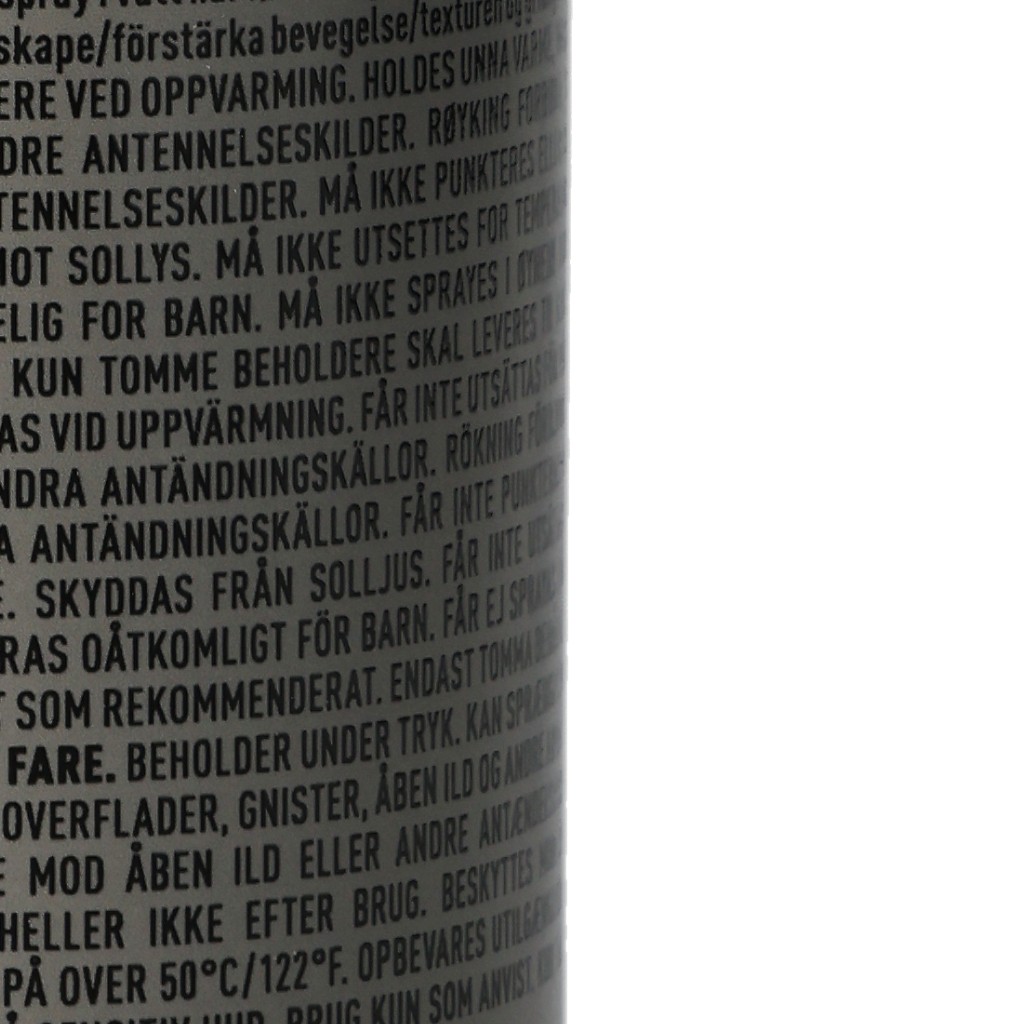 skape/förstärka bevegelse/texturen og
ERE VED OPPVARMING. HOLDES UNNA
DRE ANTENNELSESKILDER. RØYKING
TENNELSESKILDER. MÅ IKKE PUNKTERES
MOT SOLLYS. MÅ IKKE UTSETTES FOR
ELIG FOR BARN. MÅ IKKE SPRAYES I
KUN TOMME BEHOLDERE SKAL LEVERES
AS VID UPPVÄRMNING. FÅR INTE UTSÄTTAS
NDRA ANTÄNDNINGSKÄLLOR. RÖKNING
A ANTÄNDNINGSKÄLLOR. FÅR INTE
E. SKYDDAS FRÅN SOLLJUS. FÅR INTE
RAS OÅTKOMLIGT FÖR BARN. FÅR EJ
T SOM REKOMMENDERAT. ENDAST TOMMA
FARE. BEHOLDER UNDER TRYK. KAN
OVERFLADER, GNISTER, ÅBEN ILD OG ANDRE
E MOD ÅBEN ILD ELLER ANDRE
HELLER IKKE EFTER BRUG. BESKYTTES
PÅ OVER 50°C/122°F. OPBEVARES
SENSITIV HUD. BRUG KUN SOM ANVIST.